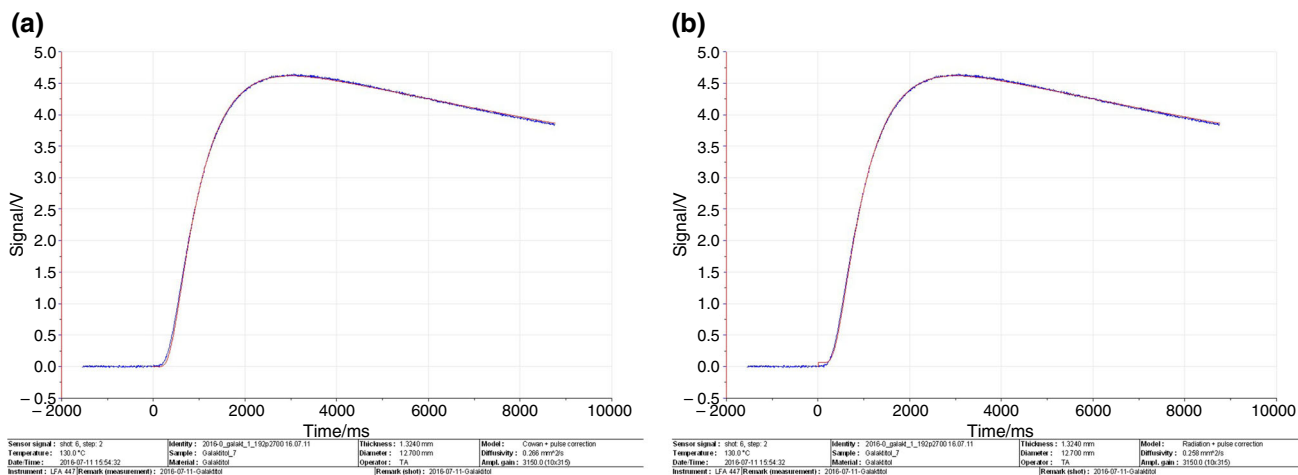 (a)
5.0
4.5
4.0
3.5
3.0
2.5
2.0
1.5
1.0
0.5
0.0
–0.5
Signal/V
–2000 0 2000 4000 6000 8000 10000
Time/ms
Sensor signal : shot: 6, step: 2 Identity : 2016-0_galakt_1_192p2700 16.07.11 Thickness : 1.3240 mm Model : Cowan + pulse correction
Temperature : 130.0 °C Sample : Galaktitol_7 Diameter : 12.700 mm Diffusivity : 0.266 mm²/s
Date/Time : 2016-07-11 15:54:32 Material : Galaktitol Operator : TA Ampl. gain : 3150.0 (10x315)
Instrument : LFA 447 Remark (measurement) : 2016-07-11-Galaktitol Remark (shot) : 2016-07-11-Galaktitol
(b)
5.0
4.5
4.0
3.5
3.0
2.5
2.0
1.5
1.0
0.5
0.0
–0.5
Signal/V
–2000 0 2000 4000 6000 8000 10000
Time/ms
Sensor signal : shot: 6, step: 2 Identity : 2016-0_galakt_1_192p2700 16.07.11 Thickness : 1.3240 mm Model : Radiation + pulse correction
Temperature : 130.0 °C Sample : Galaktitol_7 Diameter : 12.700 mm Diffusivity : 0.258 mm²/s
Date/Time : 2016-07-11 15:54:32 Material : Galaktitol Operator : TA Ampl. gain : 3150.0 (10x315)
Instrument : LFA 447 Remark (measurement) : 2016-07-11-Galaktitol Remark (shot) : 2016-07-11-Galaktitol